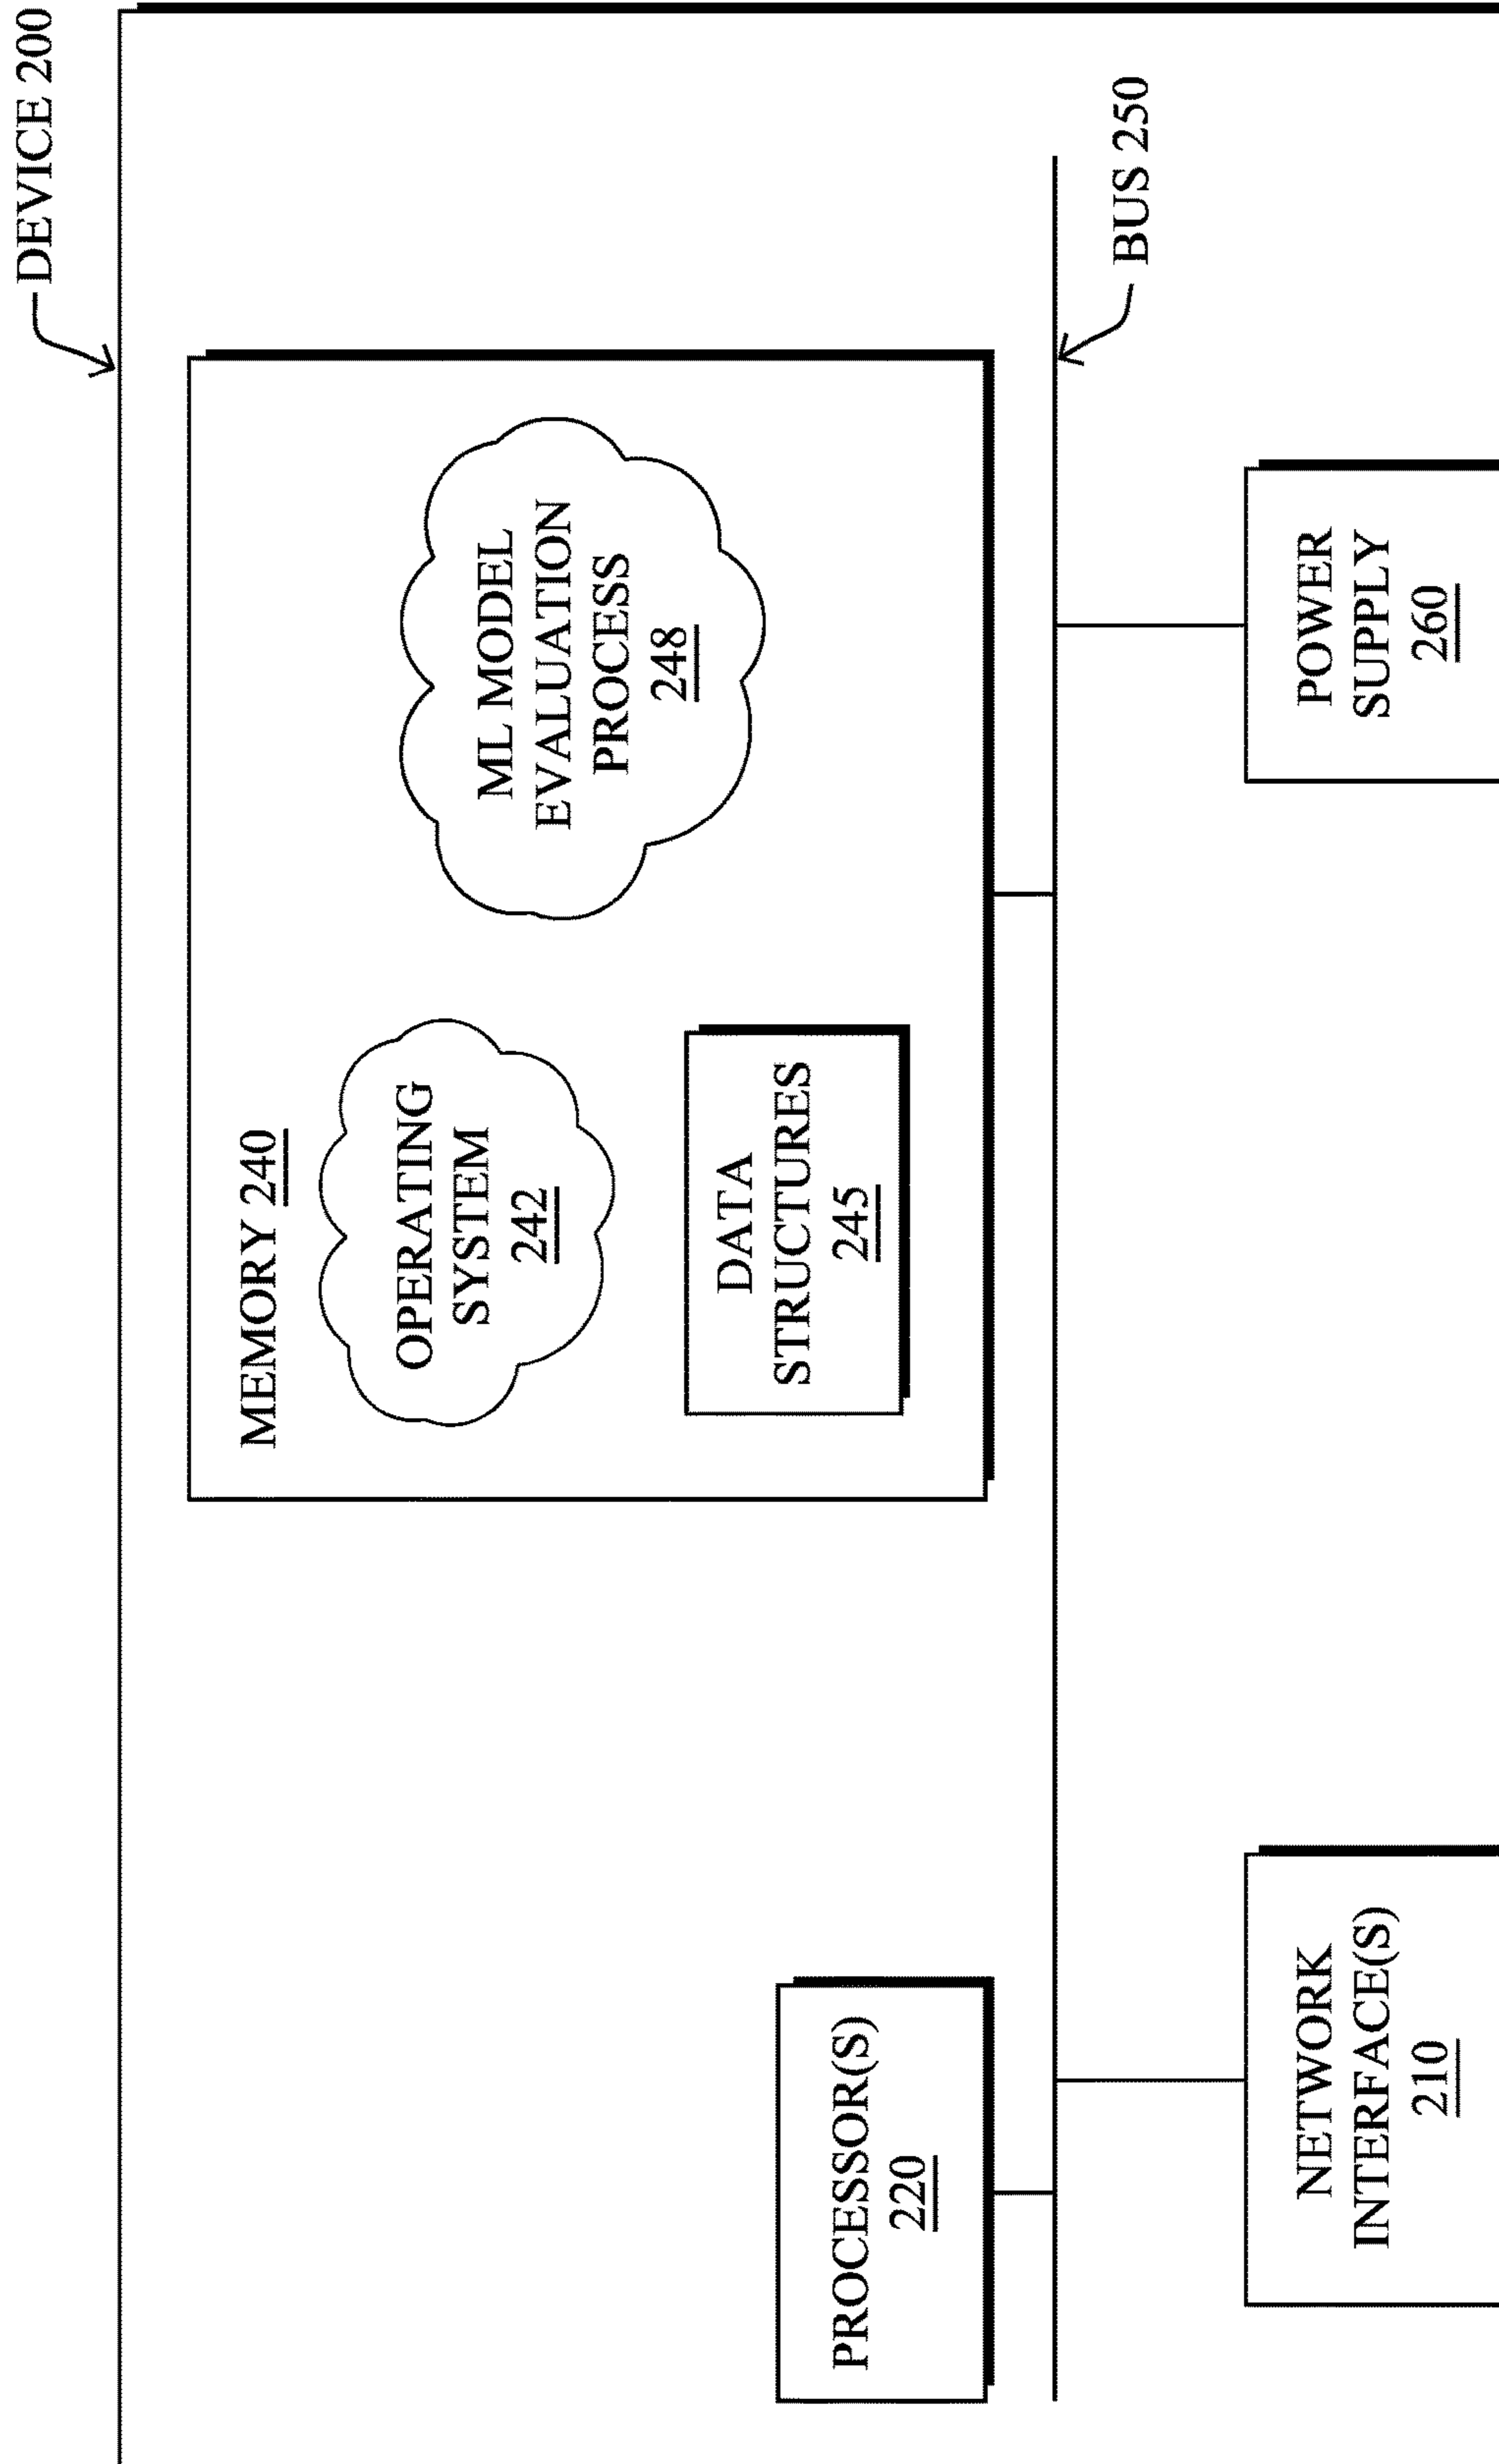 DEVICE 200
MEMORY 240
OPERATING
SYSTEM
242
DATA
STRUCTURES
245
ML MODEL
EVALUATION
PROCESS
248
PROCESSOR(S)
220
BUS 250
NETWORK
INTERFACE(S)
210
POWER
SUPPLY
260